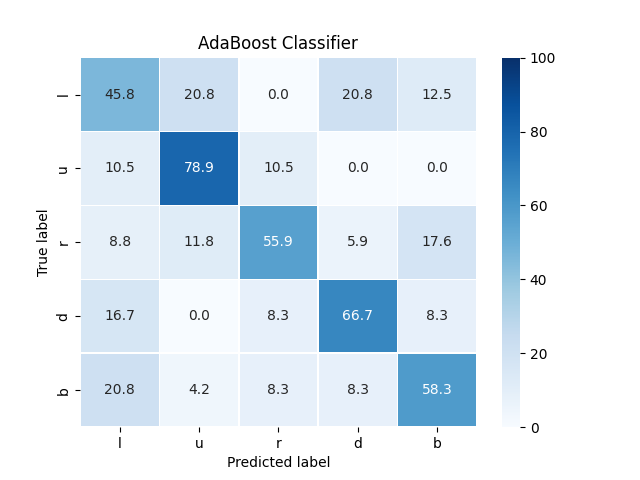 AdaBoost Classifier
l 45.8 20.8 0.0 20.8 12.5
u 10.5 78.9 10.5 0.0 0.0
r 8.8 11.8 55.9 5.9 17.6
d 16.7 0.0 8.3 66.7 8.3
b 20.8 4.2 8.3 8.3 58.3
l u r d b
Predicted label
True label
100
80
60
40
20
0